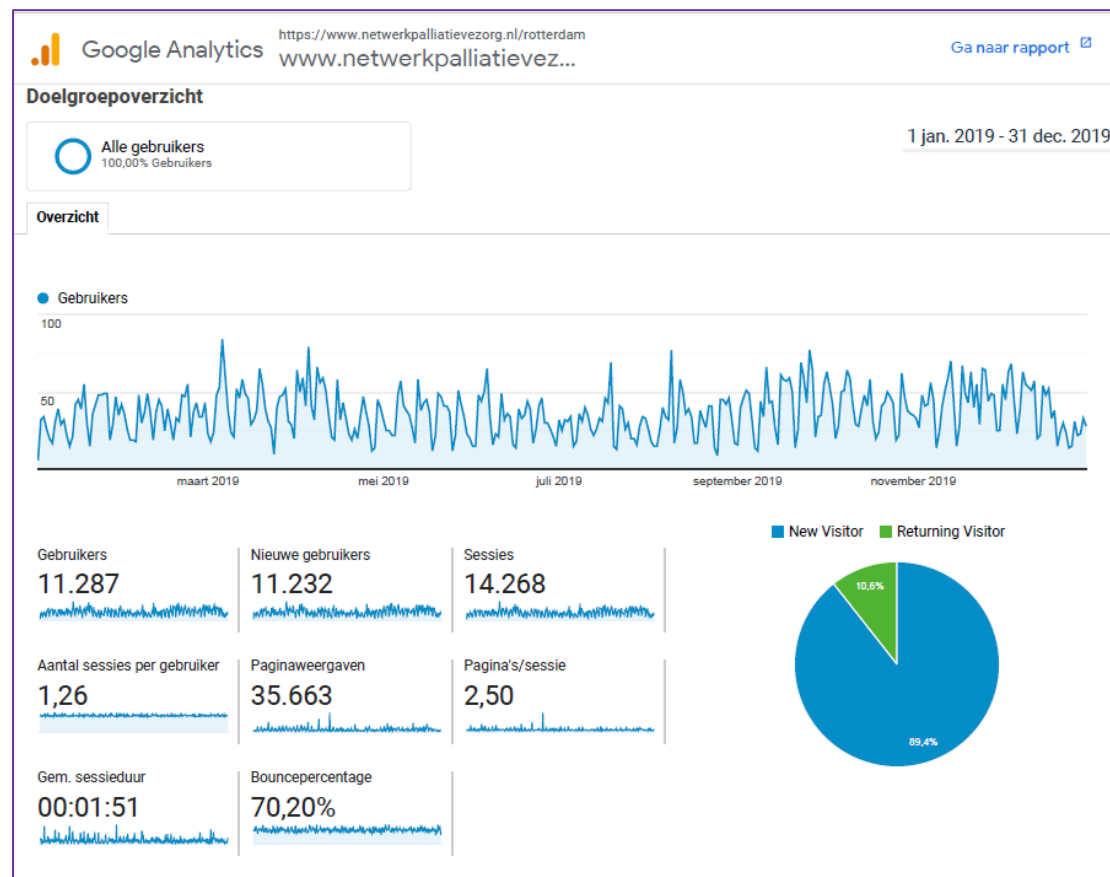 Google Analytics
https://www.netwerkpalliatievezorg.nl/rotterdam
www.netwerkpalliatievez...
Ga naar rapport
Doelgroepoverzicht
Alle gebruikers
100,00% Gebruikers
1 jan. 2019 - 31 dec. 2019
Overzicht
Gebruikers
100
50
maart 2019 mei 2019 juli 2019 september 2019 november 2019
New Visitor Returning Visitor
Gebruikers Nieuwe gebruikers Sessies
11.287 11.232 14.268
10,6%
Aantal sessies per gebruiker Paginaweergaven Pagina's/sessie
1,26 35.663 2,50
89,4%
Gem. sessieduur Bouncepercentage
00:01:51 70,20%